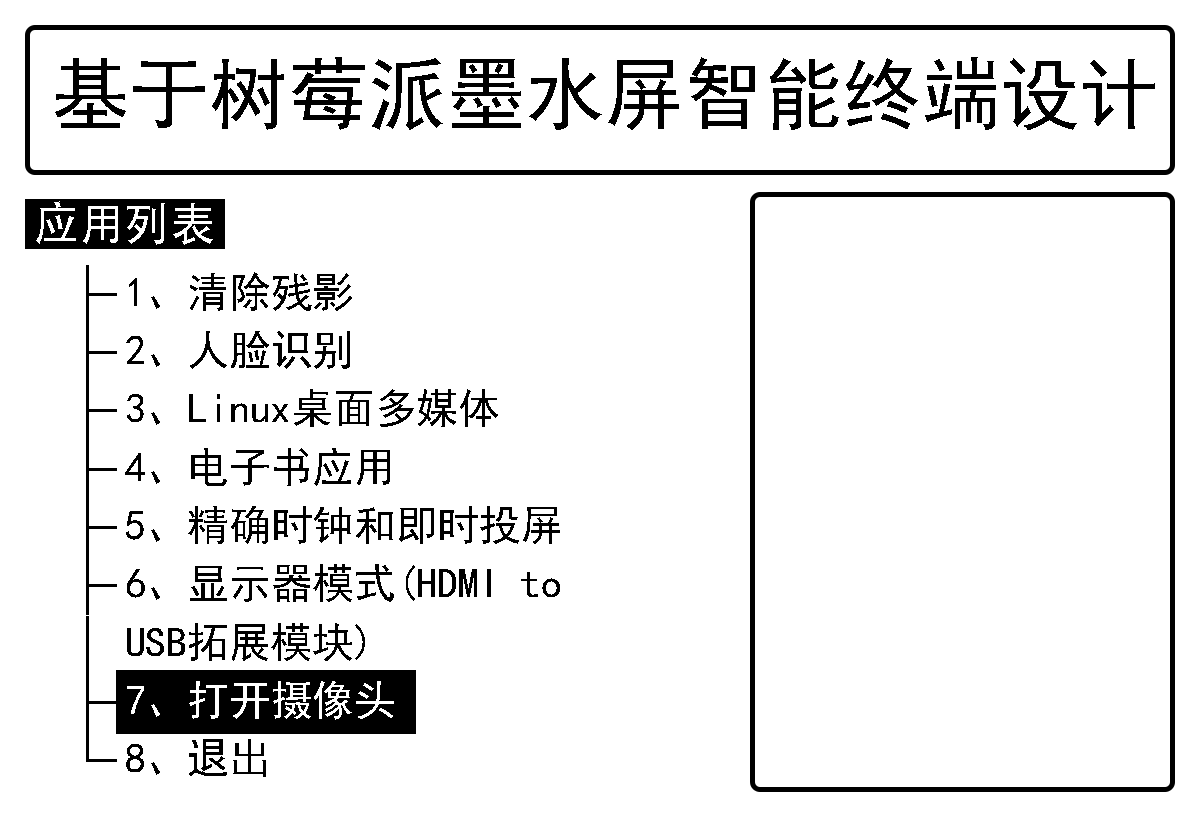 基于树莓派墨水屏智能终端设计
应用列表
1、清除残影
2、人脸识别
3、Linux桌面多媒体
4、电子书应用
5、精确时钟和即时投屏
6、显示器模式(HDMI to
USB拓展模块)
7、打开摄像头
8、退出